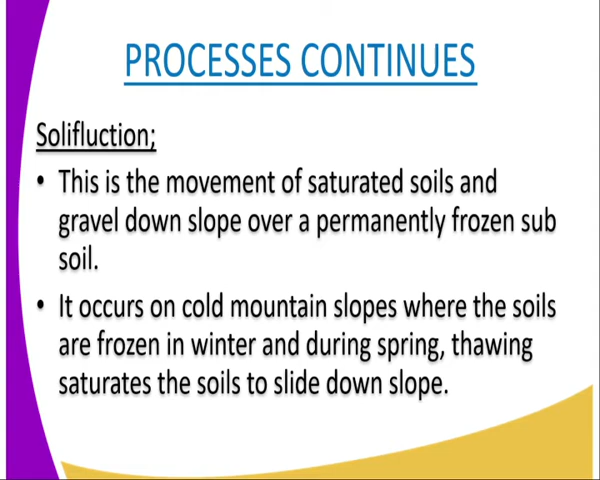 PROCESSES CONTINUES
Solifluction;
• This is the movement of saturated soils and
gravel down slope over a permanently frozen sub
soil.
• It occurs on cold mountain slopes where the soils
are frozen in winter and during spring, thawing
saturates the soils to slide down slope.